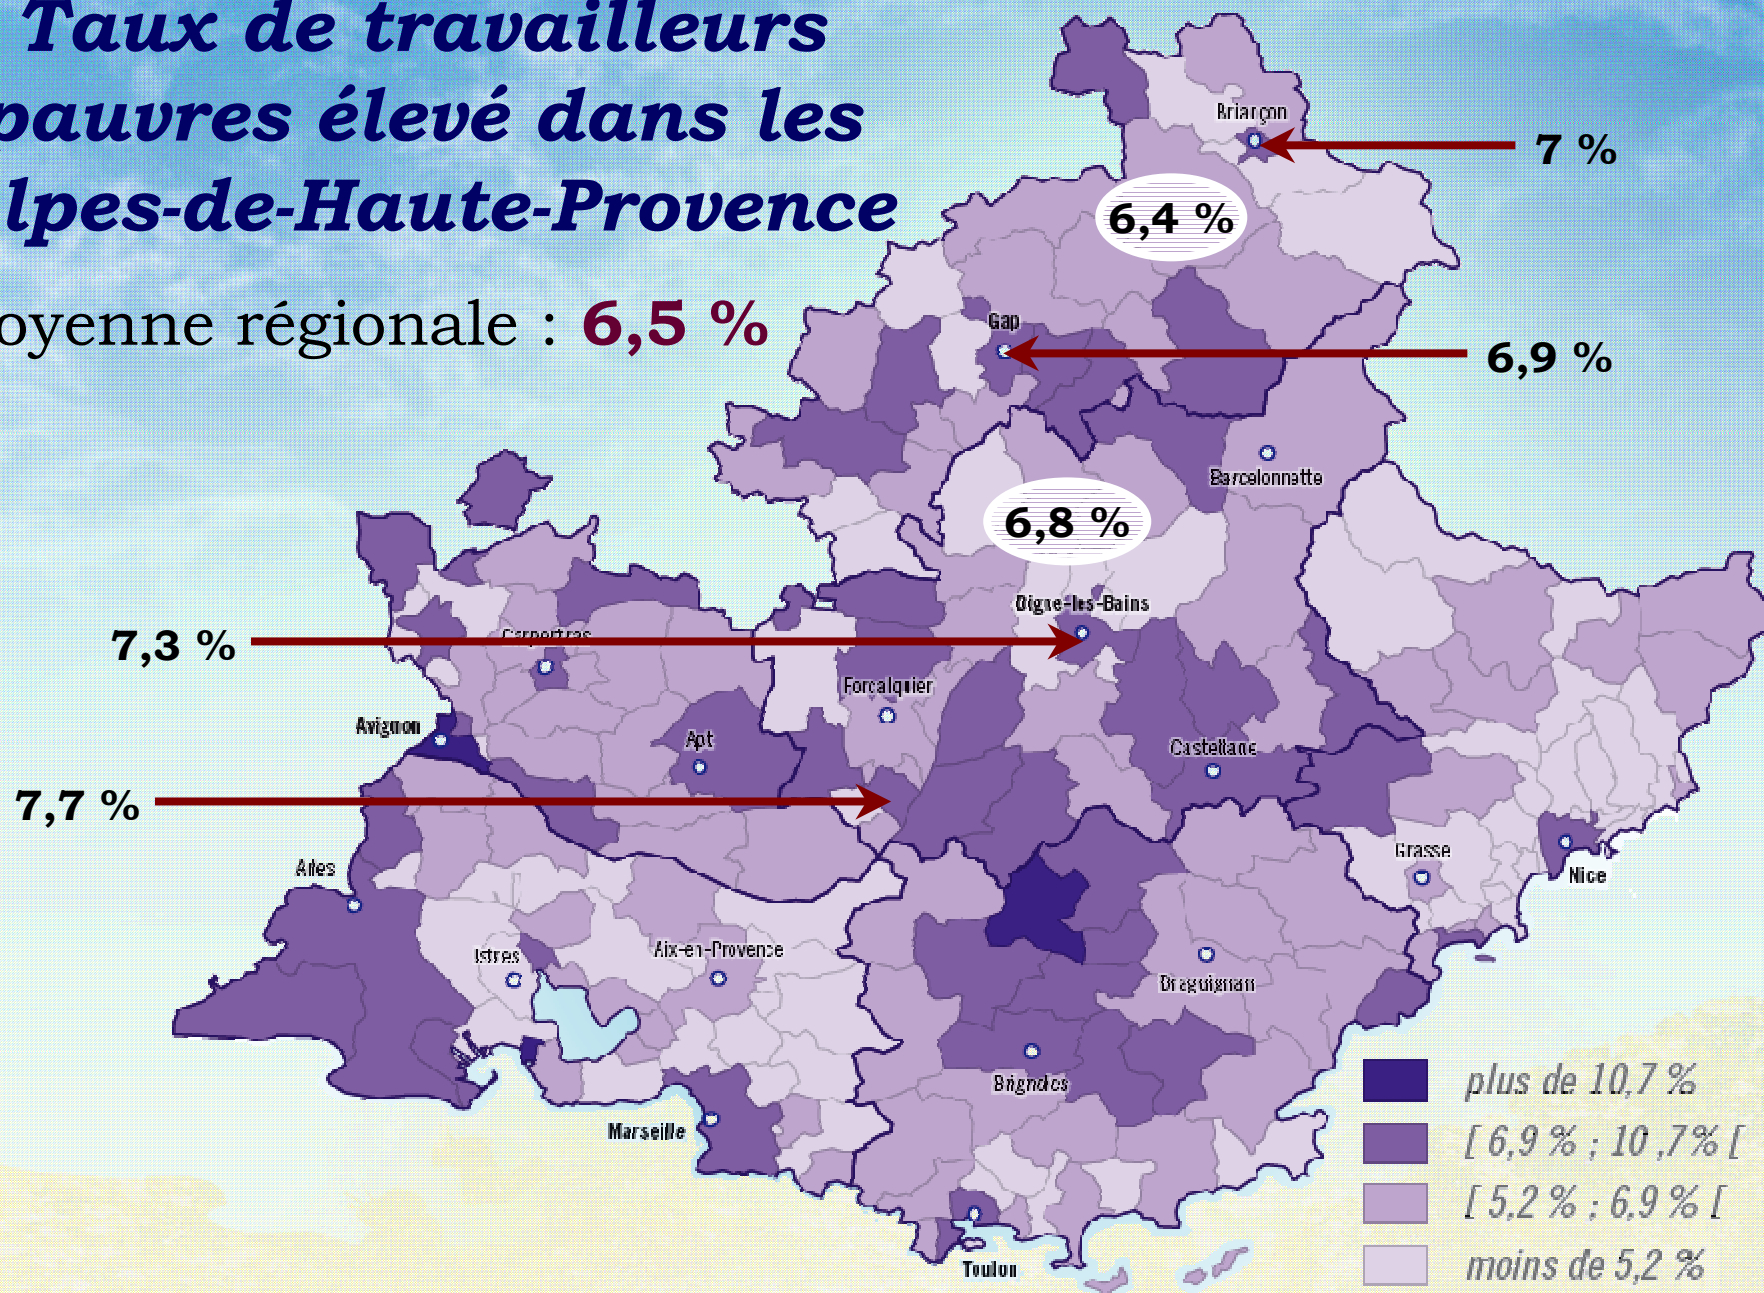 Taux de travailleurs
pauvres élevé dans les
lpes-de-Haute-Provence
oyenne régionale : 6,5 %
Briançon
7 %
6,4 %
Gap
6,9 %
Barcelonnette
6,8 %
Digne-les-Bains
7,3 %
Carpentras
Forcalquier
Avignon
Apt
Castellane
7,7 %
Arles
Grasse
Nice
Istres
Aix-en-Provence
Draguignan
Brignoles
Marseille
Toulon
plus de 10,7 %
[ 6,9 % ; 10 ,7% [
[ 5,2 % ; 6,9 % [
moins de 5,2 %